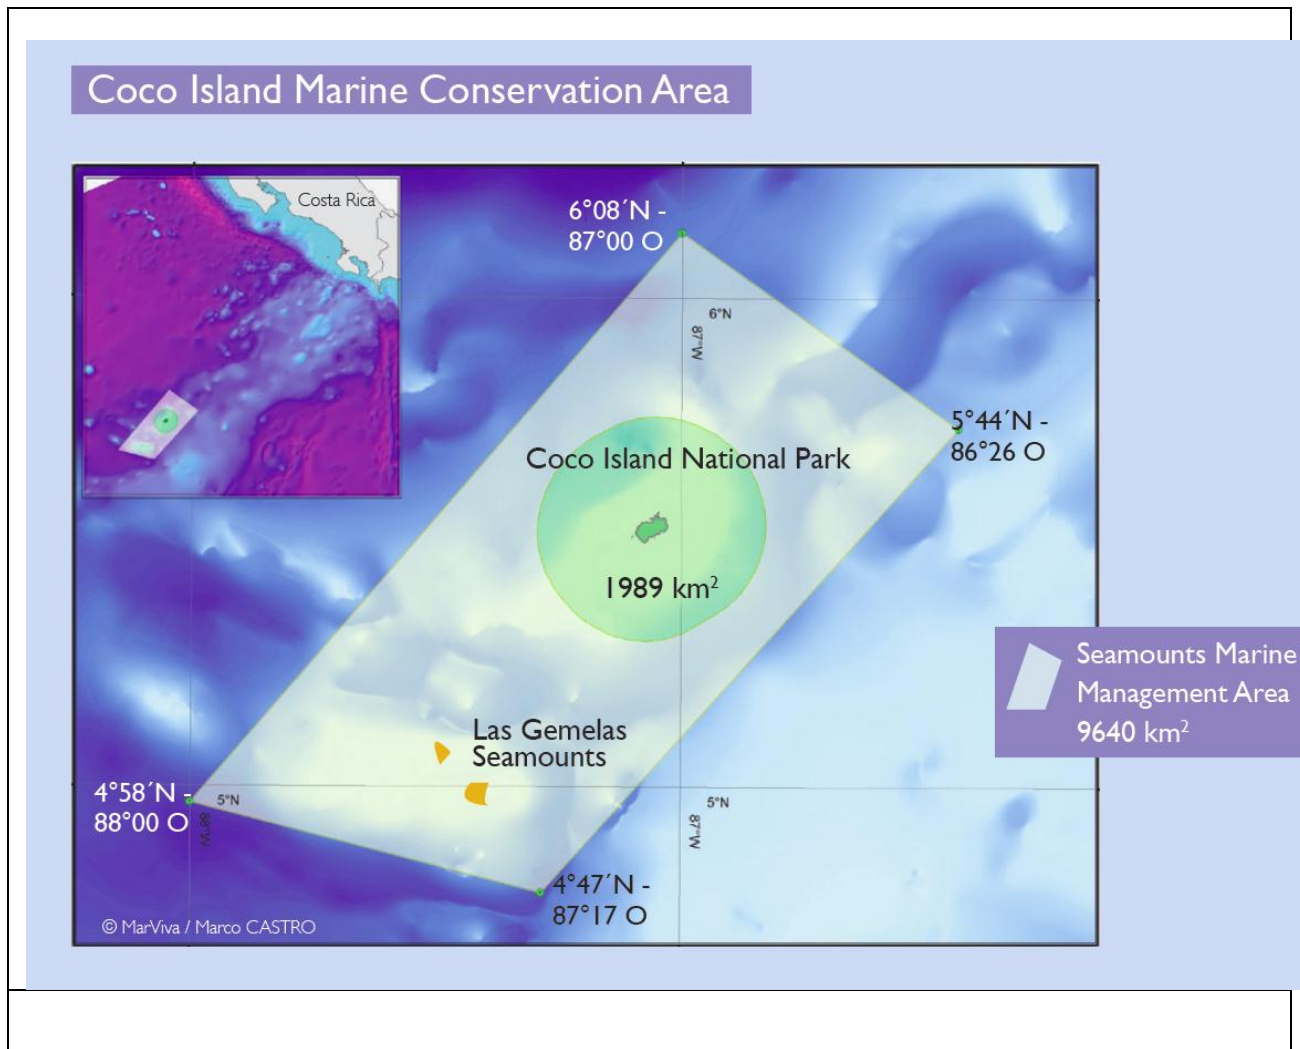 Coco Island Marine Conservation Area
Costa Rica
6°08´N -
87°00 O
6°N
87°W
5°44´N -
86°26 O
Coco Island National Park
1989 km²
Seamounts Marine
Management Area
9640 km²
Las Gemelas
Seamounts
4°58´N -
88°00 O
5°N
88°W
5°N
87°W
4°47´N -
87°17 O
© MarViva / Marco CASTRO